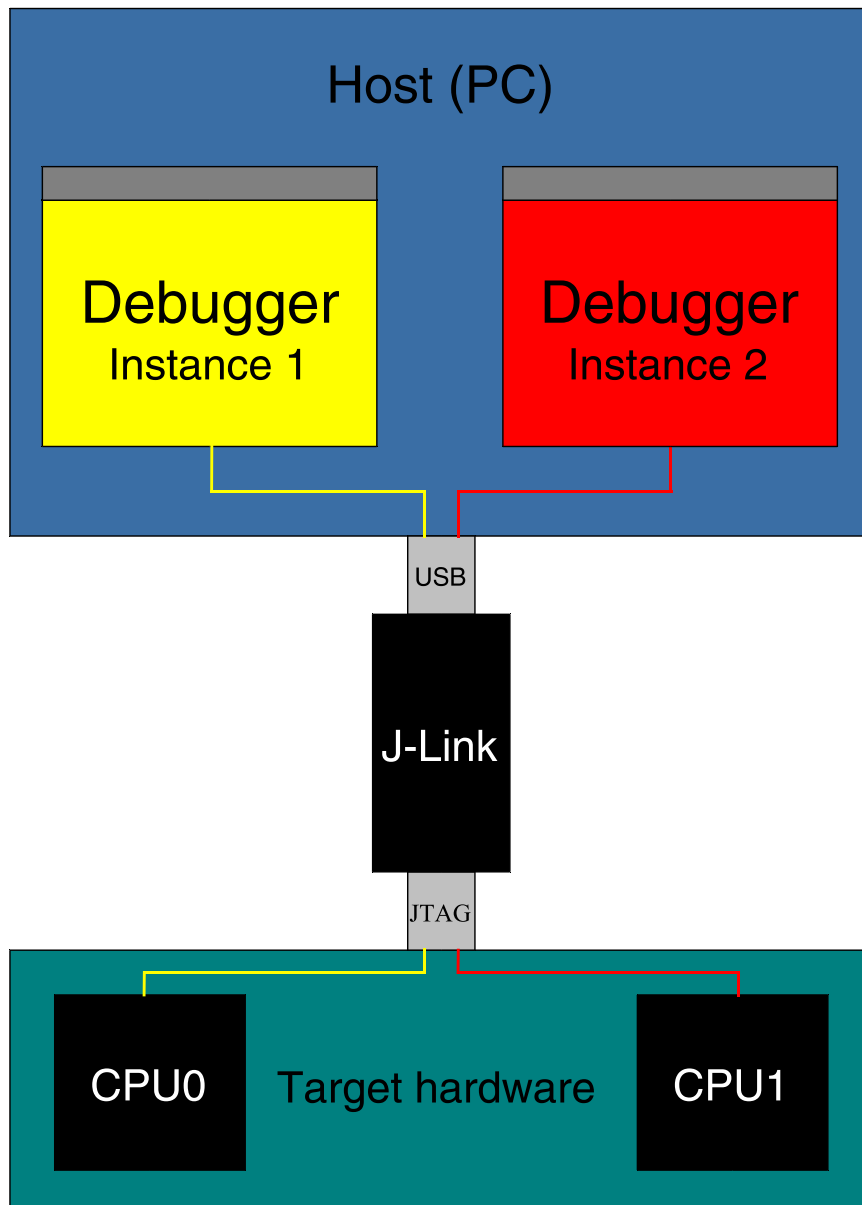 Host (PC)
Debugger
Instance 1
Debugger
Instance 2
USB
J-Link
JTAG
CPU0
Target hardware
CPU1